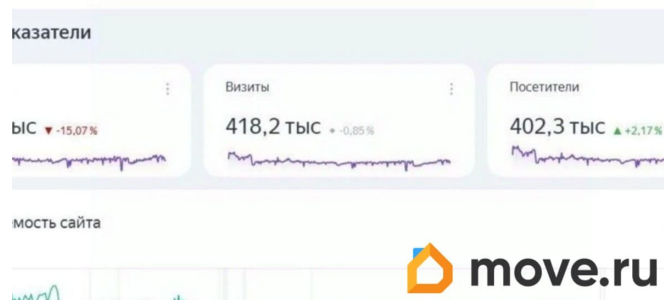 казатели
Визиты
Посетители
ыс ▼ -15,07 %
418,2 тыс • -0,85 %
402,3 тыс ▲ +2,17 %
мость сайта
move.ru